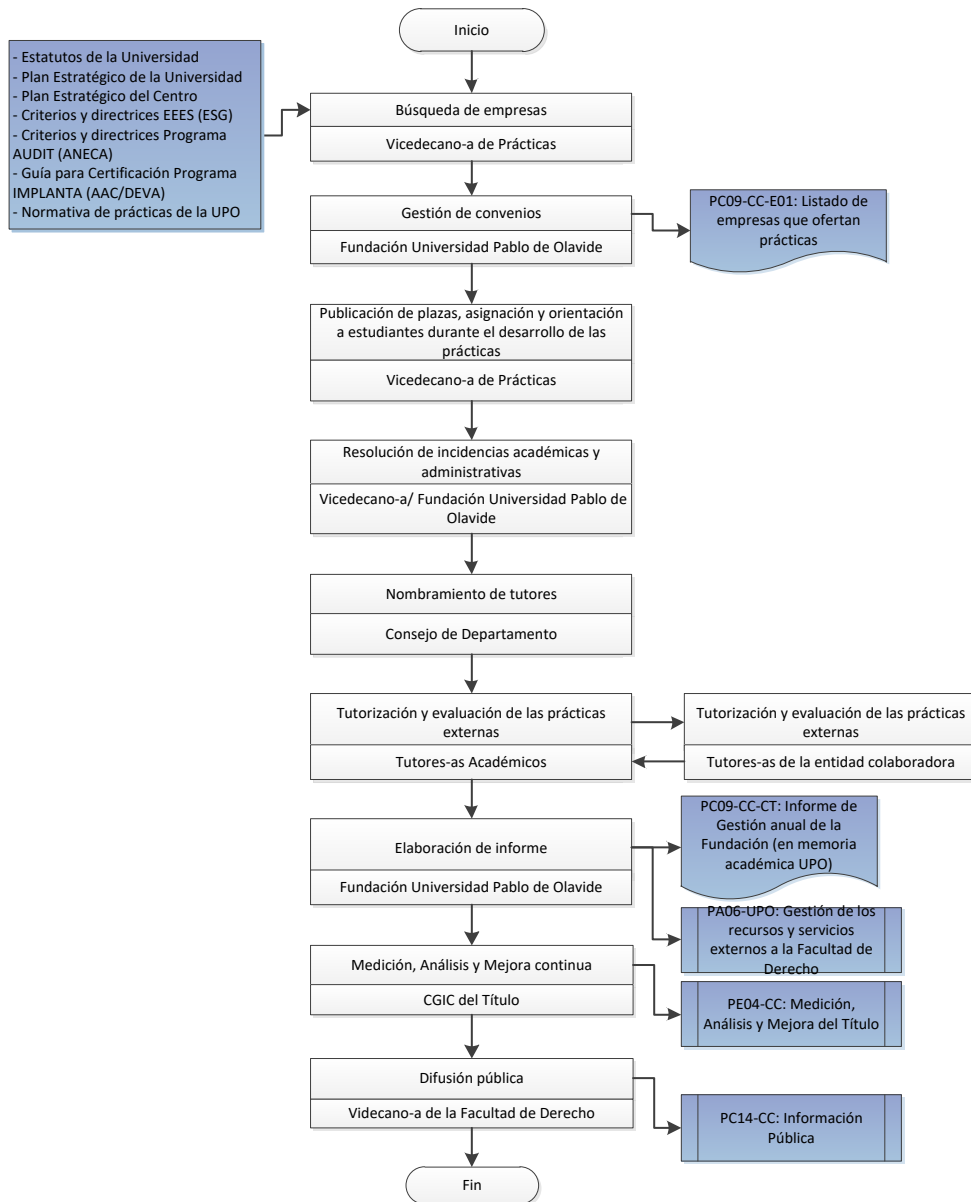 Inicio
- Estatutos de la Universidad
- Plan Estratégico de la Universidad
- Plan Estratégico del Centro
- Criterios y directrices EEES (ESG)
- Criterios y directrices Programa
AUDIT (ANECA)
- Guía para Certificación Programa
IMPLANTA (AAC/DEVA)
- Normativa de prácticas de la UPO
Búsqueda de empresas
Vicedecano-a de Prácticas
Gestión de convenios
Fundación Universidad Pablo de Olavide
PC09-CC-E01: Listado de
empresas que ofertan
prácticas
Publicación de plazas, asignación y orientación
a estudiantes durante el desarrollo de las
prácticas
Vicedecano-a de Prácticas
Resolución de incidencias académicas y
administrativas
Vicedecano-a/ Fundación Universidad Pablo de
Olavide
Nombramiento de tutores
Consejo de Departamento
Tutorización y evaluación de las prácticas
externas
Tutores-as Académicos
Tutorización y evaluación de las prácticas
externas
Tutores-as de la entidad colaboradora
Elaboración de informe
Fundación Universidad Pablo de Olavide
PC09-CC-CT: Informe de
Gestión anual de la
Fundación (en memoria
académica UPO)
PA06-UPO: Gestión de los
recursos y servicios
externos a la Facultad de
Derecho
Medición, Análisis y Mejora continua
CGIC del Título
PE04-CC: Medición,
Análisis y Mejora del Título
Difusión pública
Videcano-a de la Facultad de Derecho
PC14-CC: Información
Pública
Fin